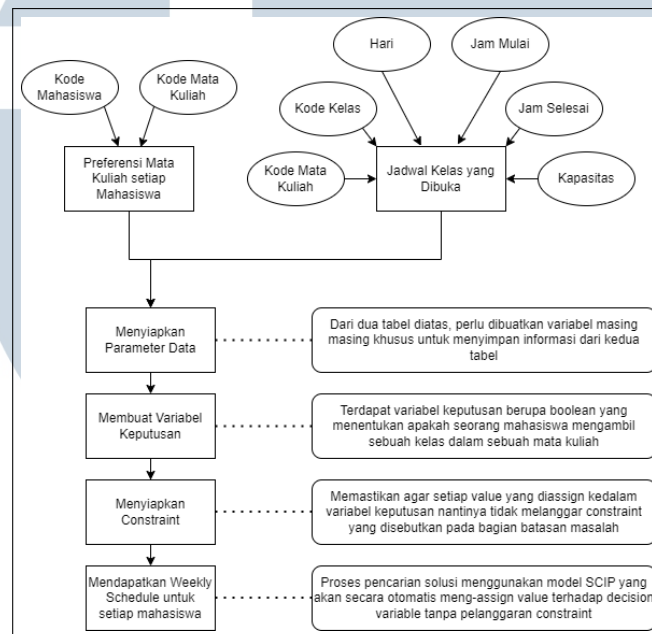 Hari
Jam Mulai
Kode
Mahasiswa
Kode Mata
Kuliah
Kode Kelas
Jam Selesai
Preferensi Mata
Kuliah setiap
Mahasiswa
Kode Mata
Kuliah
Jadwal Kelas yang
Dibuka
Kapasitas
Menyiapkan
Parameter Data
Dari dua tabel diatas, perlu dibuatkan variabel masing
masing khusus untuk menyimpan informasi dari kedua
tabel
Membuat Variabel
Keputusan
Terdapat variabel keputusan berupa boolean yang
menentukan apakah seorang mahasiswa mengambil
sebuah kelas dalam sebuah mata kuliah
Menyiapkan
Constraint
Memastikan agar setiap value yang diassign kedalam
variabel keputusan nantinya tidak melanggar constraint
yang disebutkan pada bagian batasan masalah
Mendapatkan Weekly
Schedule untuk
setiap mahasiswa
Proses pencarian solusi menggunakan model SCIP yang
akan secara otomatis meng-assign value terhadap decision
variable tanpa pelanggaran constraint